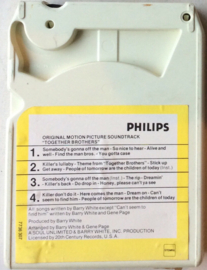 PHILIPS
ORIGINAL MOTION PICTURE SOUNDTRACK
"TOGETHER BROTHERS"
1. Somebody's gonna off the man - So nice to hear - Alive and
well - Find the man bros. - You gotta case
2. Killer's lullaby - Theme from "Together Brothers" - Stick up
Get away - People of tomorrow are the children of today
3. Somebody's gonna off the man - The rip - Dreamin'
- Killer's back - Do drop in - Honey, please can't ya see
4. Killer don't do it - Here comes the man - Dream on - Can't
seem to find him - People of tomorrow are the children of today
All songs written by Barry White except "Can't seem to
find him" written by Barry White and Gene Page
Produced by Barry White
Arranged by Barry White & Gene Page
SOUL UNLIMITED & BARRY WHITE, INC. PRODUCTION
Licensed by 20th Century Records, U.S.A.